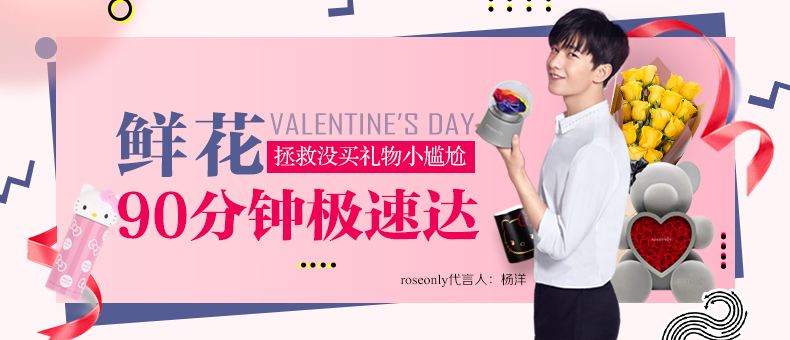 鲜花
VALENTINE'S DAY
拯救没买礼物小尴尬
90分钟极速达
roseonly代言人：杨洋
roseonly